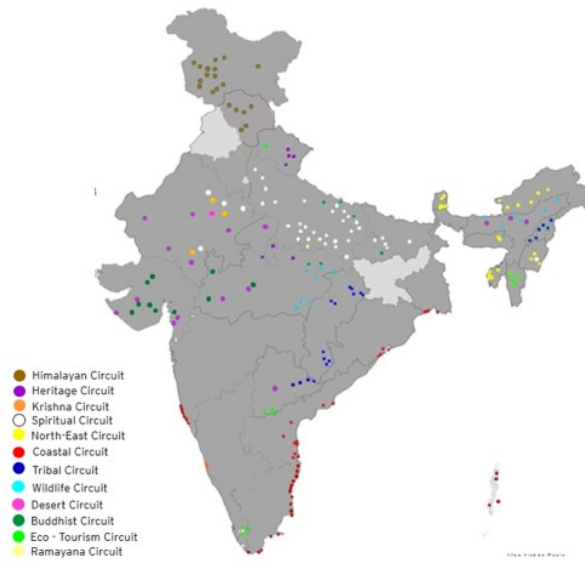 Himalayan Circuit
Heritage Circuit
Krishna Circuit
Spiritual Circuit
North-East Circuit
Coastal Circuit
Tribal Circuit
Wildlife Circuit
Desert Circuit
Buddhist Circuit
Eco - Tourism Circuit
Ramayana Circuit